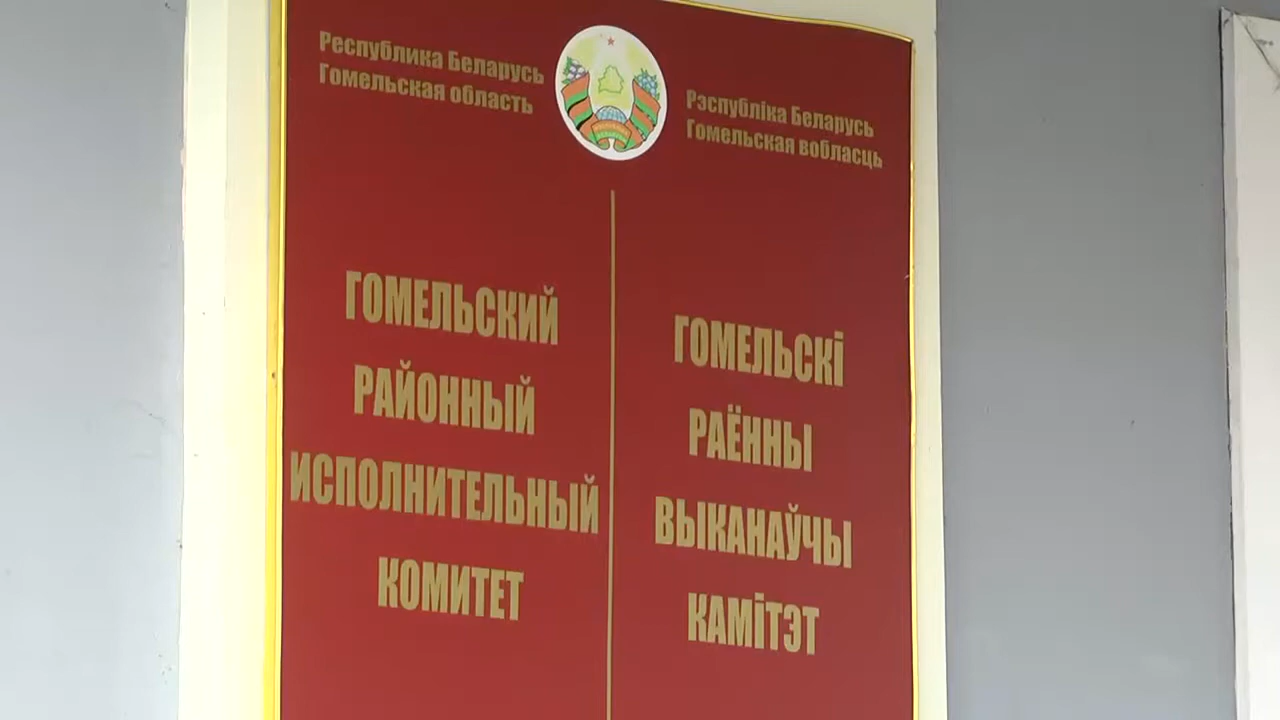 Республика Беларусь
Гомельская область
Рэспубліка Беларусь
Гомельская вобласць
ГОМЕЛЬСКИЙ
РАЙОННЫЙ
ИСПОЛНИТЕЛЬНЫЙ
КОМИТЕТ
ГОМЕЛЬСКІ
РАЁННЫ
ВЫКАНАЎЧЫ
КАМІТЭТ